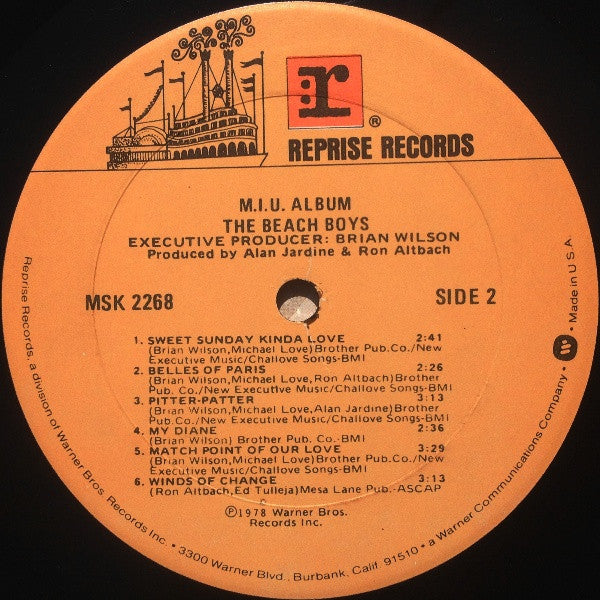 r
®
REPRISE RECORDS
M.I.U. ALBUM
THE BEACH BOYS
EXECUTIVE PRODUCER: BRIAN WILSON
Produced by Alan Jardine & Ron Altbach
MSK 2268
SIDE 2
1. SWEET SUNDAY KINDA LOVE 2:41
(Brian Wilson,Michael Love)Brother Pub.Co./New
Executive Music/Challove Songs-BMI
2. BELLES OF PARIS 2:26
(Brian Wilson,Michael Love,Ron Altbach)Brother
Pub. Co./New Executive Music/Challove Songs-BMI
3. PITTER-PATTER 3:13
(Brian Wilson,Michael Love,Alan Jardine)Brother
Pub.Co./New Executive Music/Challove Songs-BMI
4. MY DIANE 2:36
(Brian Wilson) Brother Pub. Co.-BMI
5. MATCH POINT OF OUR LOVE 3:29
(Brian Wilson,Michael Love)Brother Pub. Co./New
Executive Music/Challove Songs-BMI
6. WINDS OF CHANGE 3:13
(Ron Altbach,Ed Tulleja)Mesa Lane Pub.-ASCAP
℗©1978 Warner Bros.
Records Inc.
Reprise Records, a division of Warner Bros. Records Inc. • 3300 Warner Blvd., Burbank, Calif. 91510 • a Warner Communications Company • W • Made in U.S.A.